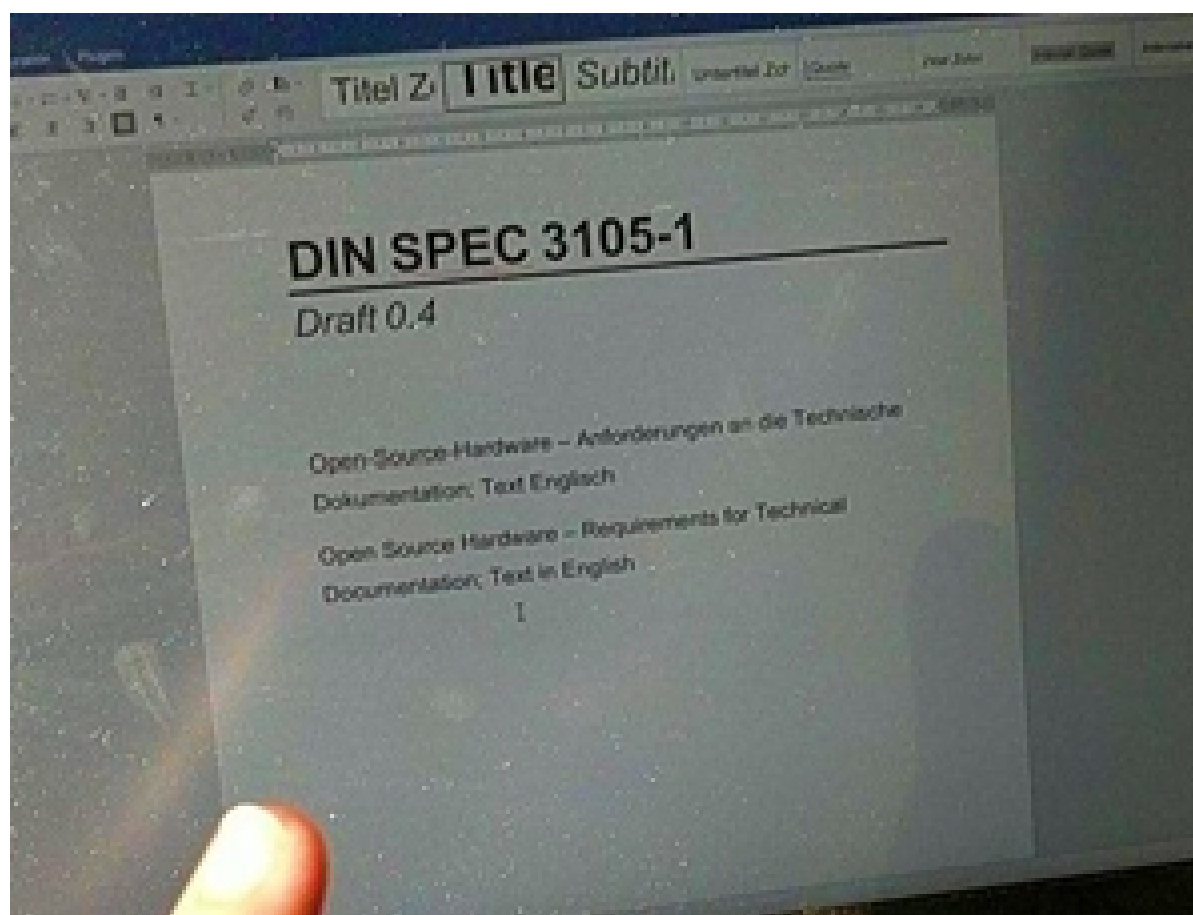 Titel Z
Title
Subtit
DIN SPEC 3105-1
Draft 0.4
Open-Source-Hardware – Anforderungen an die Technische
Dokumentation; Text Englisch
Open Source Hardware – Requirements for Technical
Documentation; Text in English